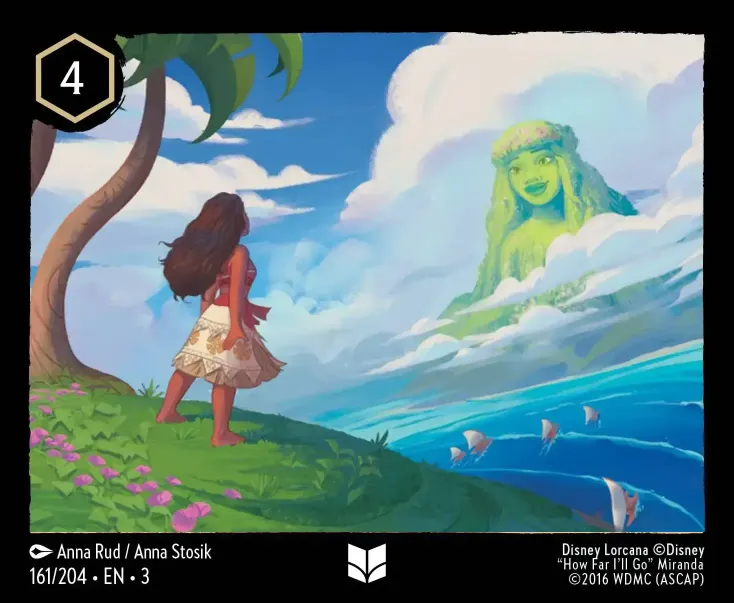 4
Anna Rud / Anna Stosik
161/204 • EN • 3
Disney Lorcana ©Disney
“How Far I’ll Go” Miranda
©2016 WDMC (ASCAP)